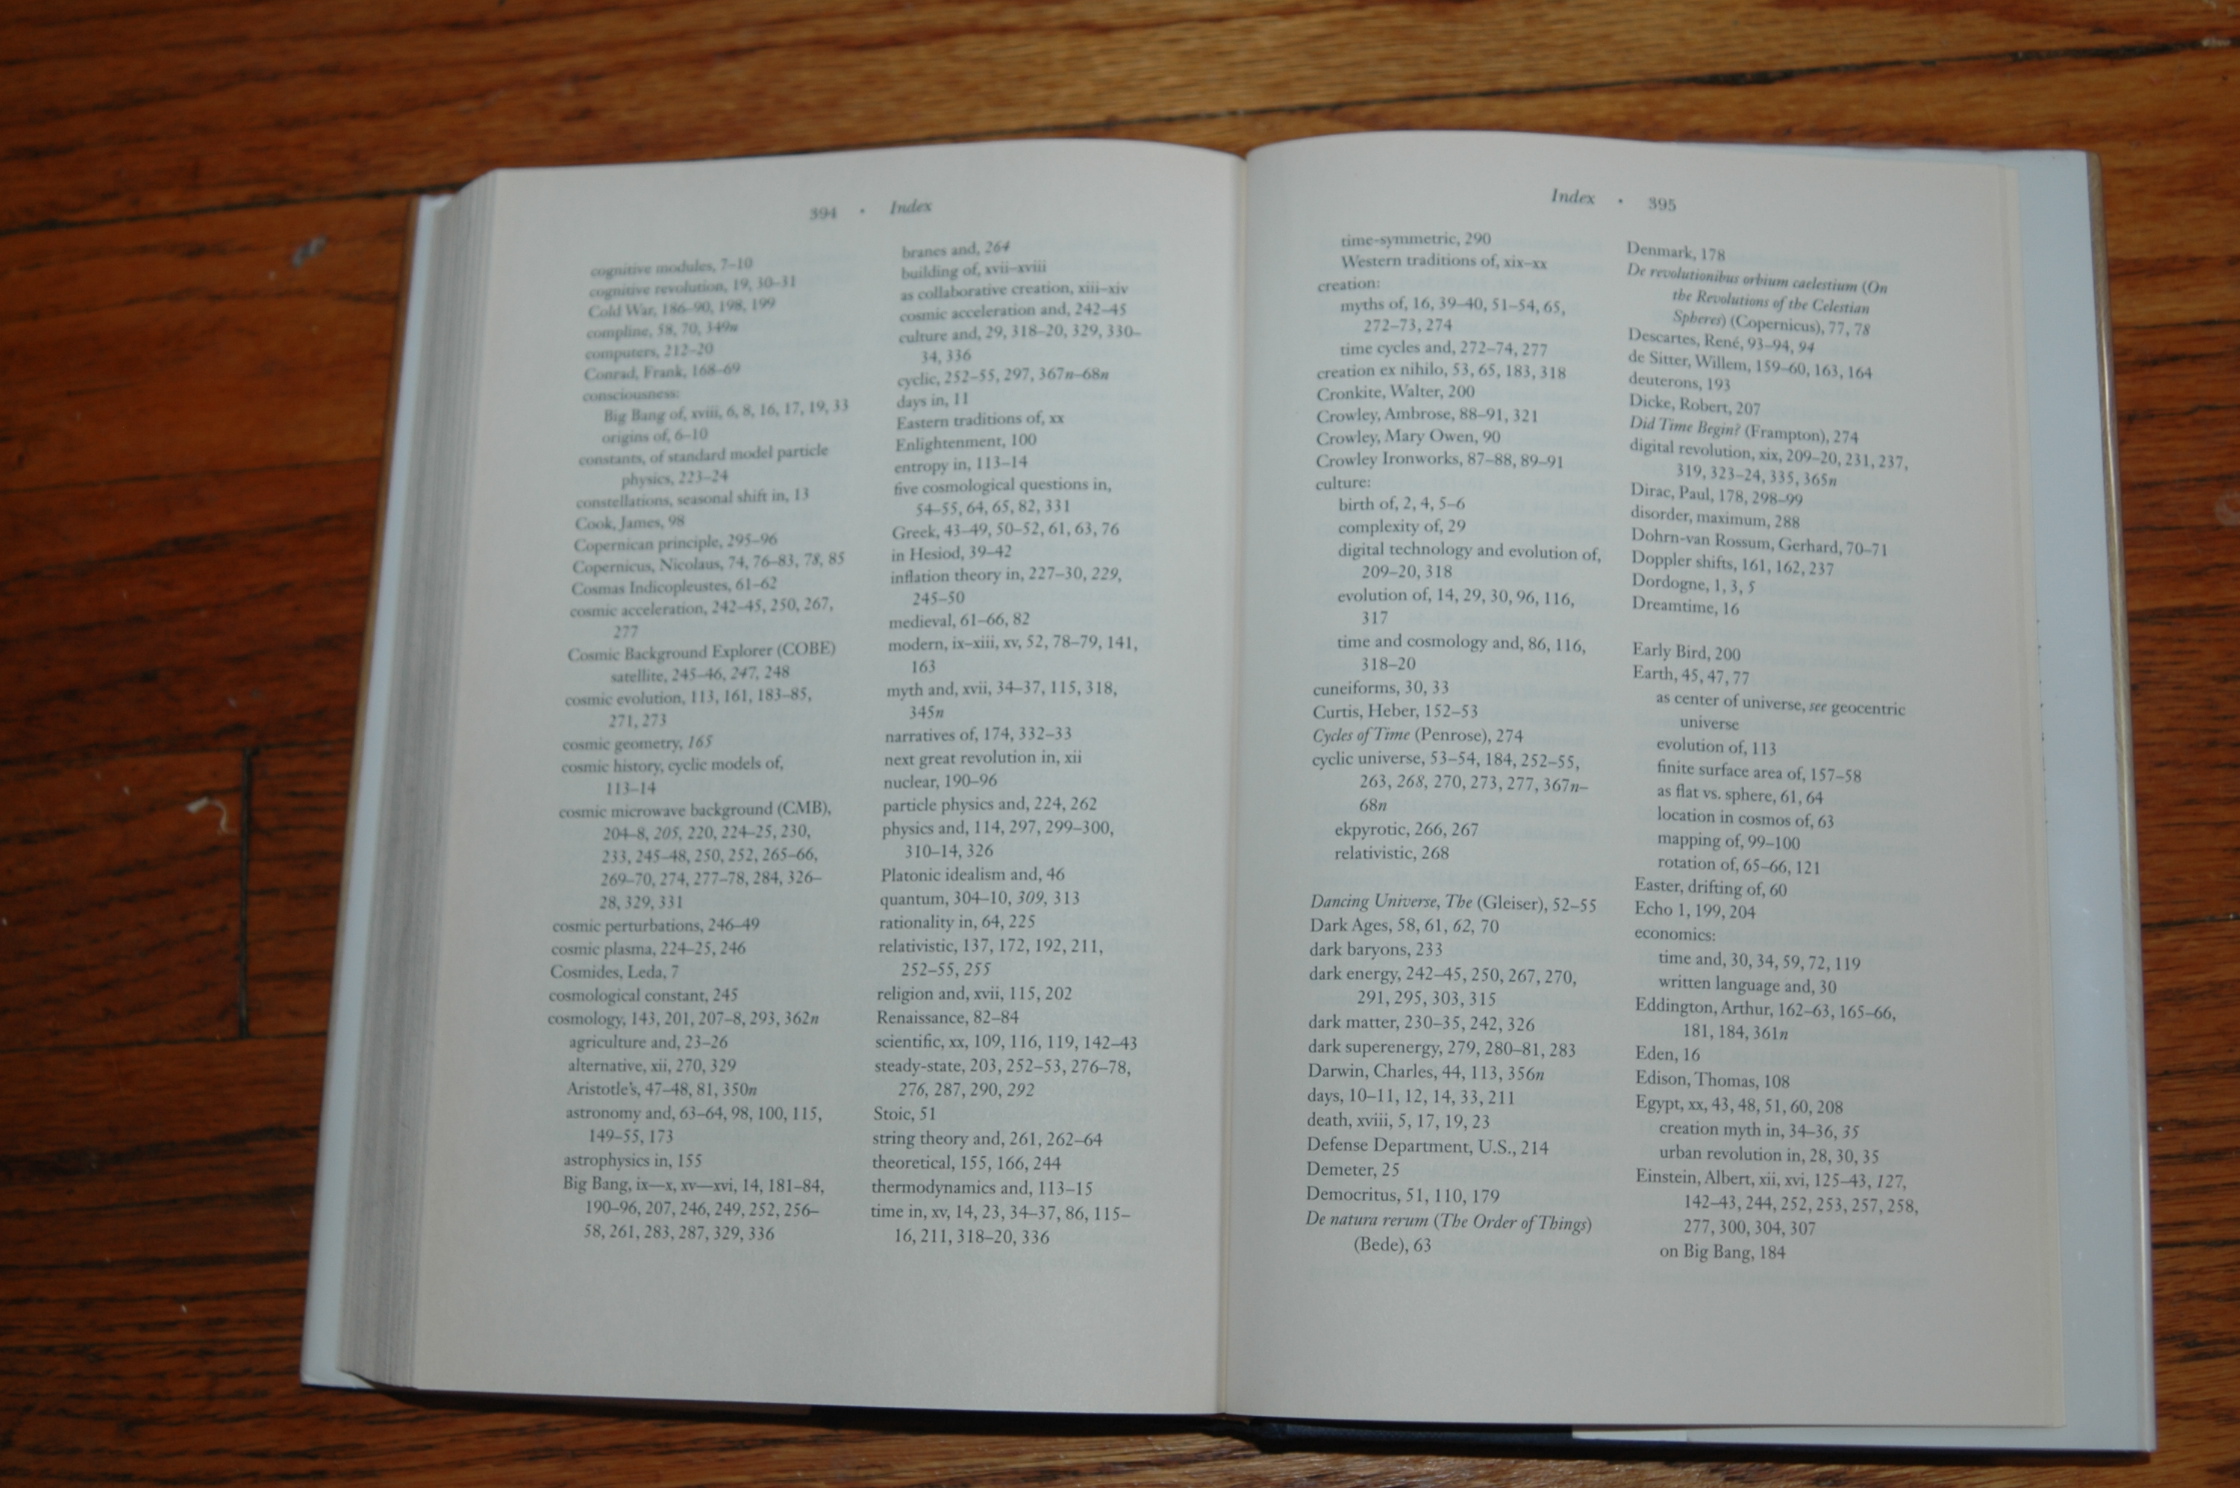 394 • Index
cognitive modules, 7–10
cognitive revolution, 19, 30–31
Cold War, 186–90, 198, 199
compline, 58, 70, 349n
computers, 212–20
Conrad, Frank, 168–69
consciousness:
Big Bang of, xviii, 6, 8, 16, 17, 19, 33
origins of, 6–10
constants, of standard model particle
physics, 223–24
constellations, seasonal shift in, 13
Cook, James, 98
Copernican principle, 295–96
Copernicus, Nicolaus, 74, 76–83, 78, 85
Cosmas Indicopleustes, 61–62
cosmic acceleration, 242–45, 250, 267,
277
Cosmic Background Explorer (COBE)
satellite, 245–46, 247, 248
cosmic evolution, 113, 161, 183–85,
271, 273
cosmic geometry, 165
cosmic history, cyclic models of,
113–14
cosmic microwave background (CMB),
204–8, 205, 220, 224–25, 230,
233, 245–48, 250, 252, 265–66,
269–70, 274, 277–78, 284, 326–
28, 329, 331
cosmic perturbations, 246–49
cosmic plasma, 224–25, 246
Cosmides, Leda, 7
cosmological constant, 245
cosmology, 143, 201, 207–8, 293, 362n
agriculture and, 23–26
alternative, xii, 270, 329
Aristotle's, 47–48, 81, 350n
astronomy and, 63–64, 98, 100, 115,
149–55, 173
astrophysics in, 155
Big Bang, ix—x, xv—xvi, 14, 181–84,
190–96, 207, 246, 249, 252, 256–
58, 261, 283, 287, 329, 336
branes and, 264
building of, xvii–xviii
as collaborative creation, xiii–xiv
cosmic acceleration and, 242–45
culture and, 29, 318–20, 329, 330–
34, 336
cyclic, 252–55, 297, 367n–68n
days in, 11
Eastern traditions of, xx
Enlightenment, 100
entropy in, 113–14
five cosmological questions in,
54–55, 64, 65, 82, 331
Greek, 43–49, 50–52, 61, 63, 76
in Hesiod, 39–42
inflation theory in, 227–30, 229,
245–50
medieval, 61–66, 82
modern, ix–xiii, xv, 52, 78–79, 141,
163
myth and, xvii, 34–37, 115, 318,
345n
narratives of, 174, 332–33
next great revolution in, xii
nuclear, 190–96
particle physics and, 224, 262
physics and, 114, 297, 299–300,
310–14, 326
Platonic idealism and, 46
quantum, 304–10, 309, 313
rationality in, 64, 225
relativistic, 137, 172, 192, 211,
252–55, 255
religion and, xvii, 115, 202
Renaissance, 82–84
scientific, xx, 109, 116, 119, 142–43
steady-state, 203, 252–53, 276–78,
276, 287, 290, 292
Stoic, 51
string theory and, 261, 262–64
theoretical, 155, 166, 244
thermodynamics and, 113–15
time in, xv, 14, 23, 34–37, 86, 115–
16, 211, 318–20, 336
Index • 395
time-symmetric, 290
Western traditions of, xix–xx
creation:
myths of, 16, 39–40, 51–54, 65,
272–73, 274
time cycles and, 272–74, 277
creation ex nihilo, 53, 65, 183, 318
Cronkite, Walter, 200
Crowley, Ambrose, 88–91, 321
Crowley, Mary Owen, 90
Crowley Ironworks, 87–88, 89–91
culture:
birth of, 2, 4, 5–6
complexity of, 29
digital technology and evolution of,
209–20, 318
evolution of, 14, 29, 30, 96, 116,
317
time and cosmology and, 86, 116,
318–20
cuneiforms, 30, 33
Curtis, Heber, 152–53
Cycles of Time (Penrose), 274
cyclic universe, 53–54, 184, 252–55,
263, 268, 270, 273, 277, 367n–
68n
ekpyrotic, 266, 267
relativistic, 268
Dancing Universe, The (Gleiser), 52–55
Dark Ages, 58, 61, 62, 70
dark baryons, 233
dark energy, 242–45, 250, 267, 270,
291, 295, 303, 315
dark matter, 230–35, 242, 326
dark superenergy, 279, 280–81, 283
Darwin, Charles, 44, 113, 356n
days, 10–11, 12, 14, 33, 211
death, xviii, 5, 17, 19, 23
Defense Department, U.S., 214
Demeter, 25
Democritus, 51, 110, 179
De natura rerum (The Order of Things)
(Bede), 63
Denmark, 178
De revolutionibus orbium caelestium (On
the Revolutions of the Celestian
Spheres) (Copernicus), 77, 78
Descartes, René, 93–94, 94
de Sitter, Willem, 159–60, 163, 164
deuterons, 193
Dicke, Robert, 207
Did Time Begin? (Frampton), 274
digital revolution, xix, 209–20, 231, 237,
319, 323–24, 335, 365n
Dirac, Paul, 178, 298–99
disorder, maximum, 288
Dohrn-van Rossum, Gerhard, 70–71
Doppler shifts, 161, 162, 237
Dordogne, 1, 3, 5
Dreamtime, 16
Early Bird, 200
Earth, 45, 47, 77
as center of universe, see geocentric
universe
evolution of, 113
finite surface area of, 157–58
as flat vs. sphere, 61, 64
location in cosmos of, 63
mapping of, 99–100
rotation of, 65–66, 121
Easter, drifting of, 60
Echo 1, 199, 204
economics:
time and, 30, 34, 59, 72, 119
written language and, 30
Eddington, Arthur, 162–63, 165–66,
181, 184, 361n
Eden, 16
Edison, Thomas, 108
Egypt, xx, 43, 48, 51, 60, 208
creation myth in, 34–36, 35
urban revolution in, 28, 30, 35
Einstein, Albert, xii, xvi, 125–43, 127,
142–43, 244, 252, 253, 257, 258,
277, 300, 304, 307
on Big Bang, 184